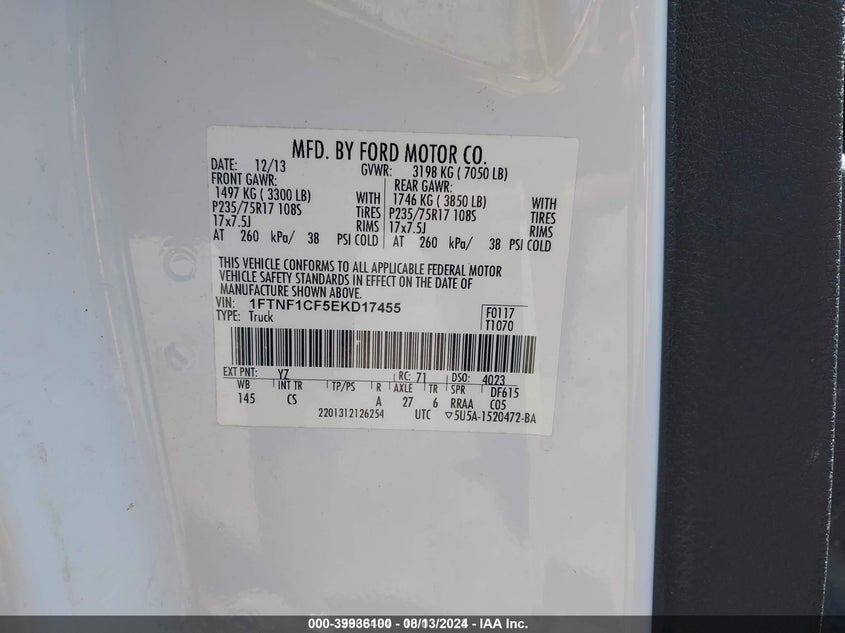 MFD. BY FORD MOTOR CO.
DATE: 12/13 GVWR: 3198 KG ( 7050 LB)
FRONT GAWR: REAR GAWR:
1497 KG ( 3300 LB) WITH 1746 KG ( 3850 LB) WITH
P235/75R17 108S TIRES P235/75R17 108S TIRES
17x7.5J RIMS 17x7.5J RIMS
AT 260 kPa/ 38 PSI COLD AT 260 kPa/ 38 PSI COLD
THIS VEHICLE CONFORMS TO ALL APPLICABLE FEDERAL MOTOR
VEHICLE SAFETY STANDARDS IN EFFECT ON THE DATE OF
MANUFACTURE SHOWN ABOVE.
VIN: 1FTNF1CF5EKD17455 F0117
TYPE: Truck T1070
EXT PNT: YZ RC: 71 DSO: 4023
WB INT TR TP/PS R AXLE TR SPR DF615
145 CS A 27 6 RRAA C05
2201312126254 UTC ▽5U5A-1520472-BA
000-39936100 - 08/13/2024 - IAA Inc.